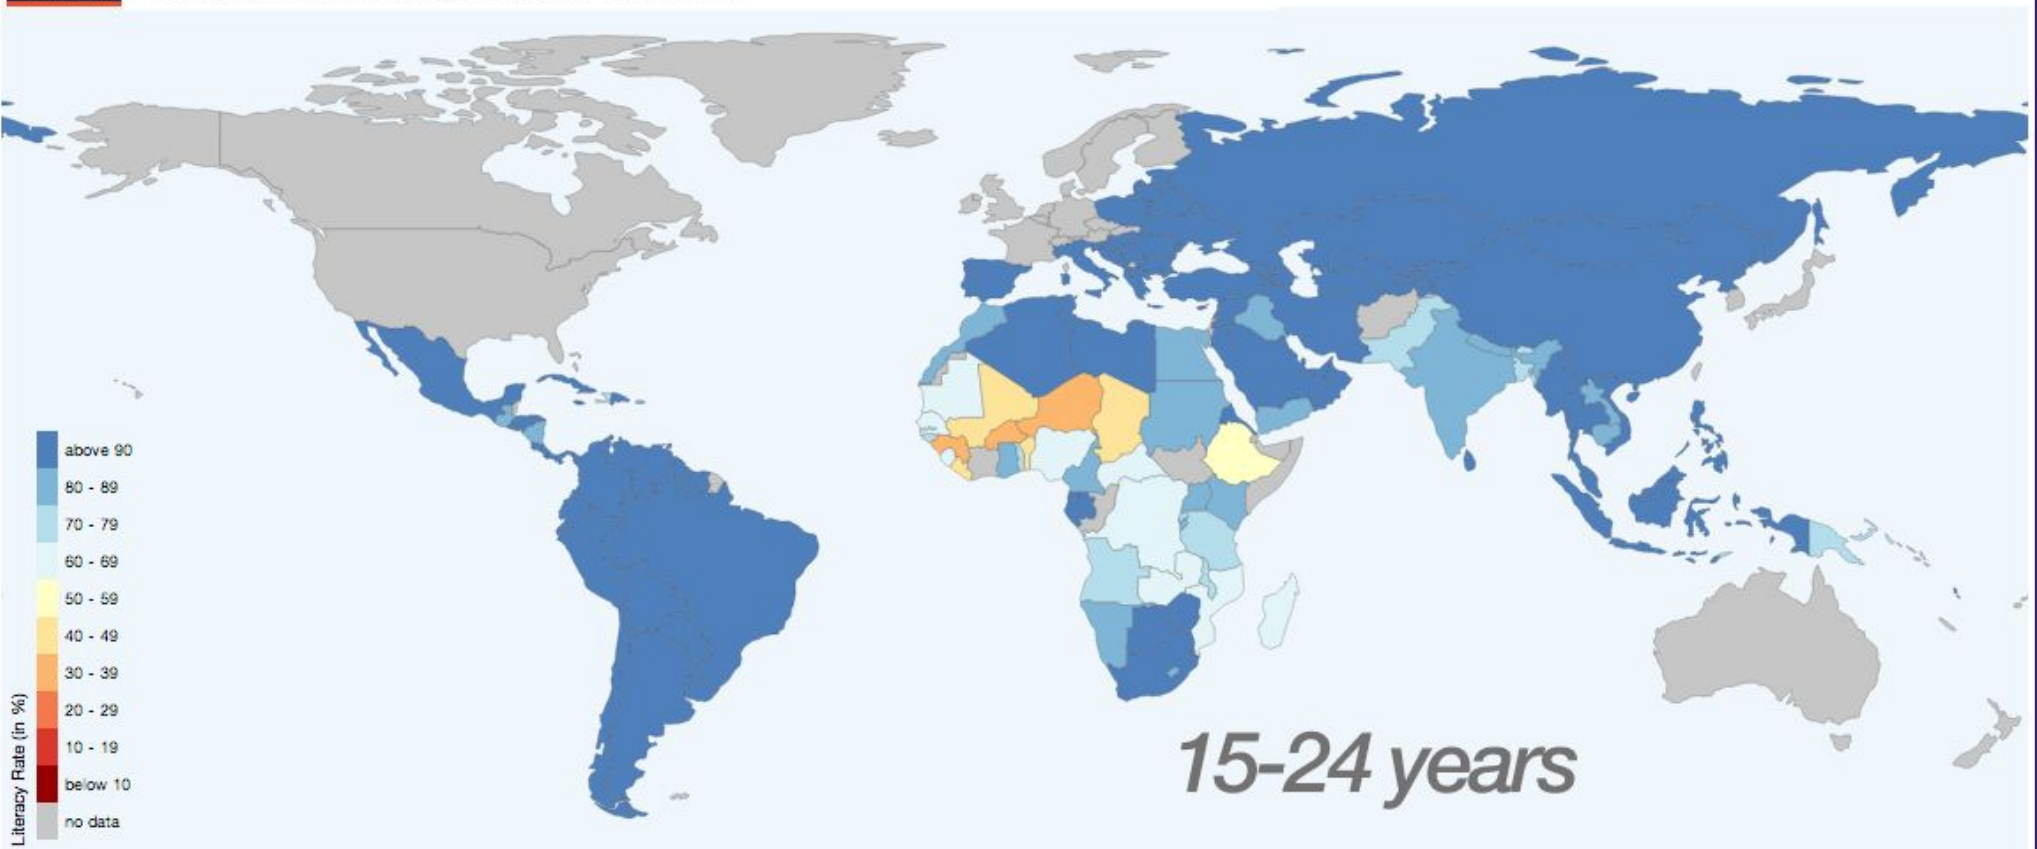 above 90
80 - 89
70 - 79
60 - 69
50 - 59
40 - 49
30 - 39
20 - 29
10 - 19
below 10
no data
Literacy Rate (in %)
15-24 years